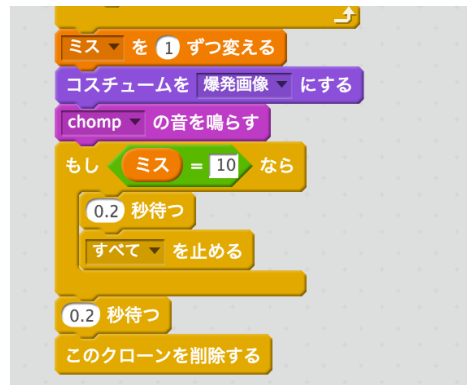 ミス を 1 ずつ変える
コスチュームを 爆発画像 にする
chomp の音を鳴らす
もし ミス = 10 なら
0.2 秒待つ
すべて を止める
0.2 秒待つ
このクローンを削除する